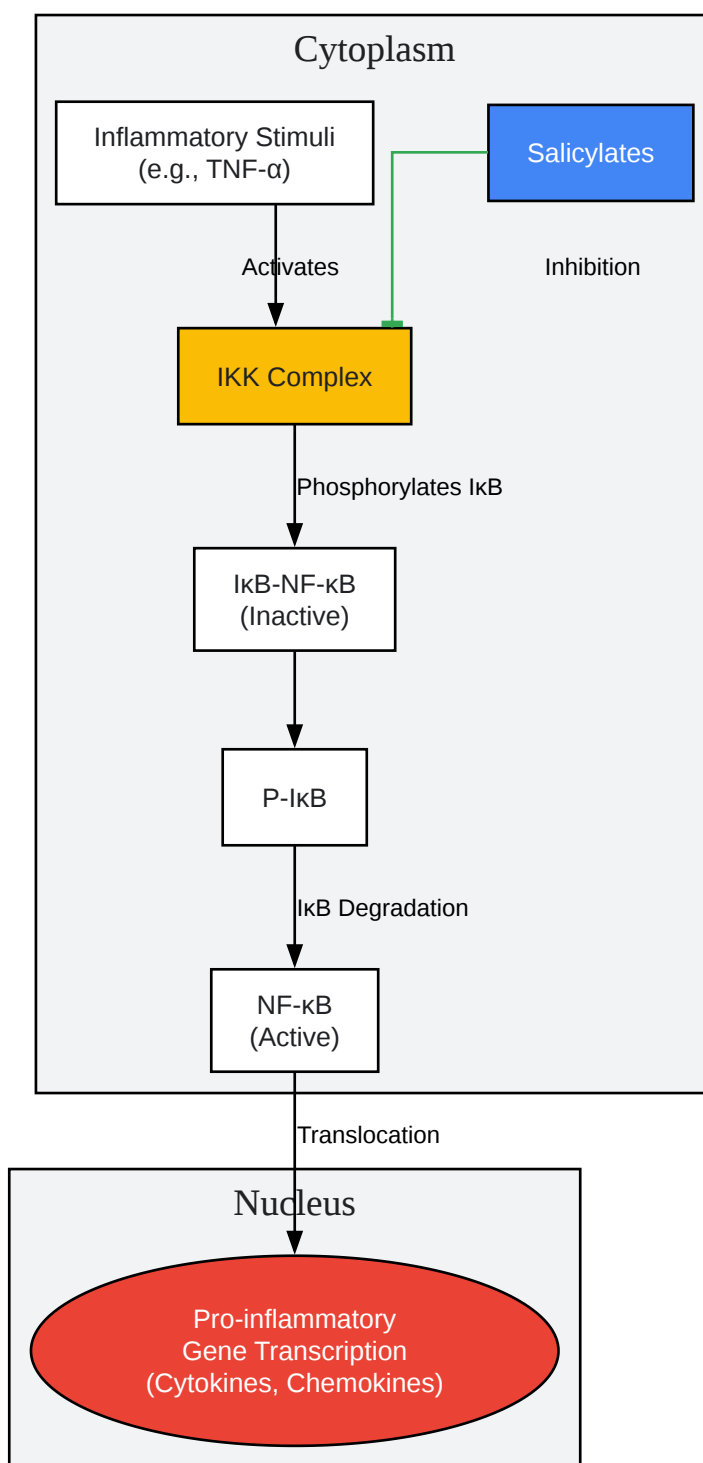 Cytoplasm
Inflammatory Stimuli
(e.g., TNF-α)
Salicylates
Activates
Inhibition
IKK Complex
Phosphorylates IκB
IκB-NF-κB
(Inactive)
P-IκB
IκB Degradation
NF-κB
(Active)
Translocation
Nucleus
Pro-inflammatory
Gene Transcription
(Cytokines, Chemokines)